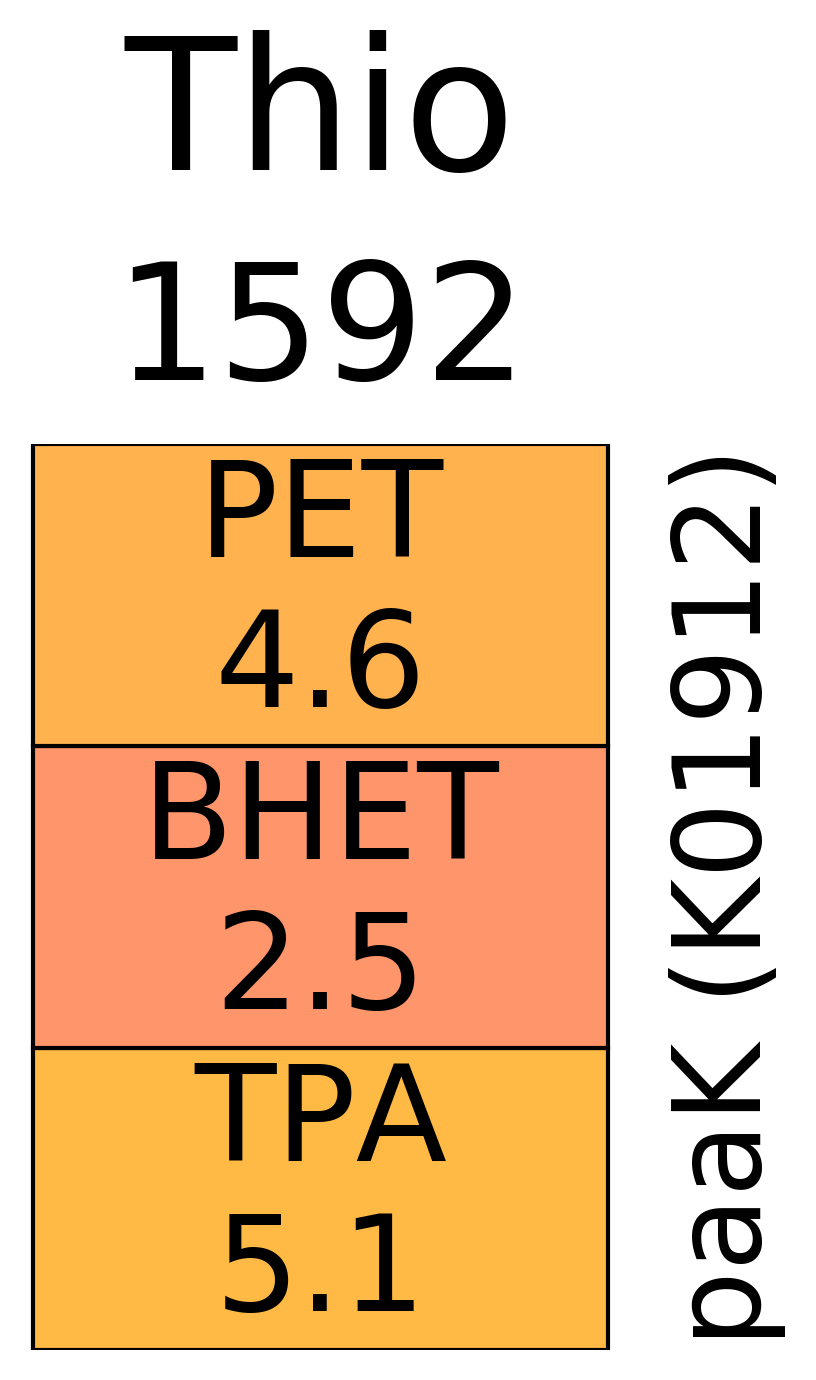 Thio
1592
PET
4.6
BHET
2.5
TPA
5.1
paaK (K01912)